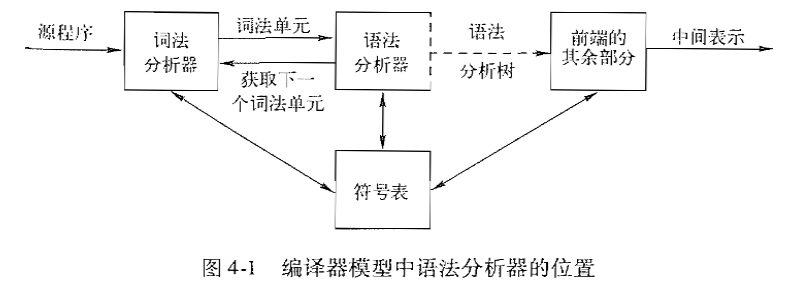 源程序
词法
分析器
词法单元
获取下一
个词法单元
语法
分析器
语法
分析树
前端的
其余部分
中间表示
符号表
图 4-1 编译器模型中语法分析器的位置